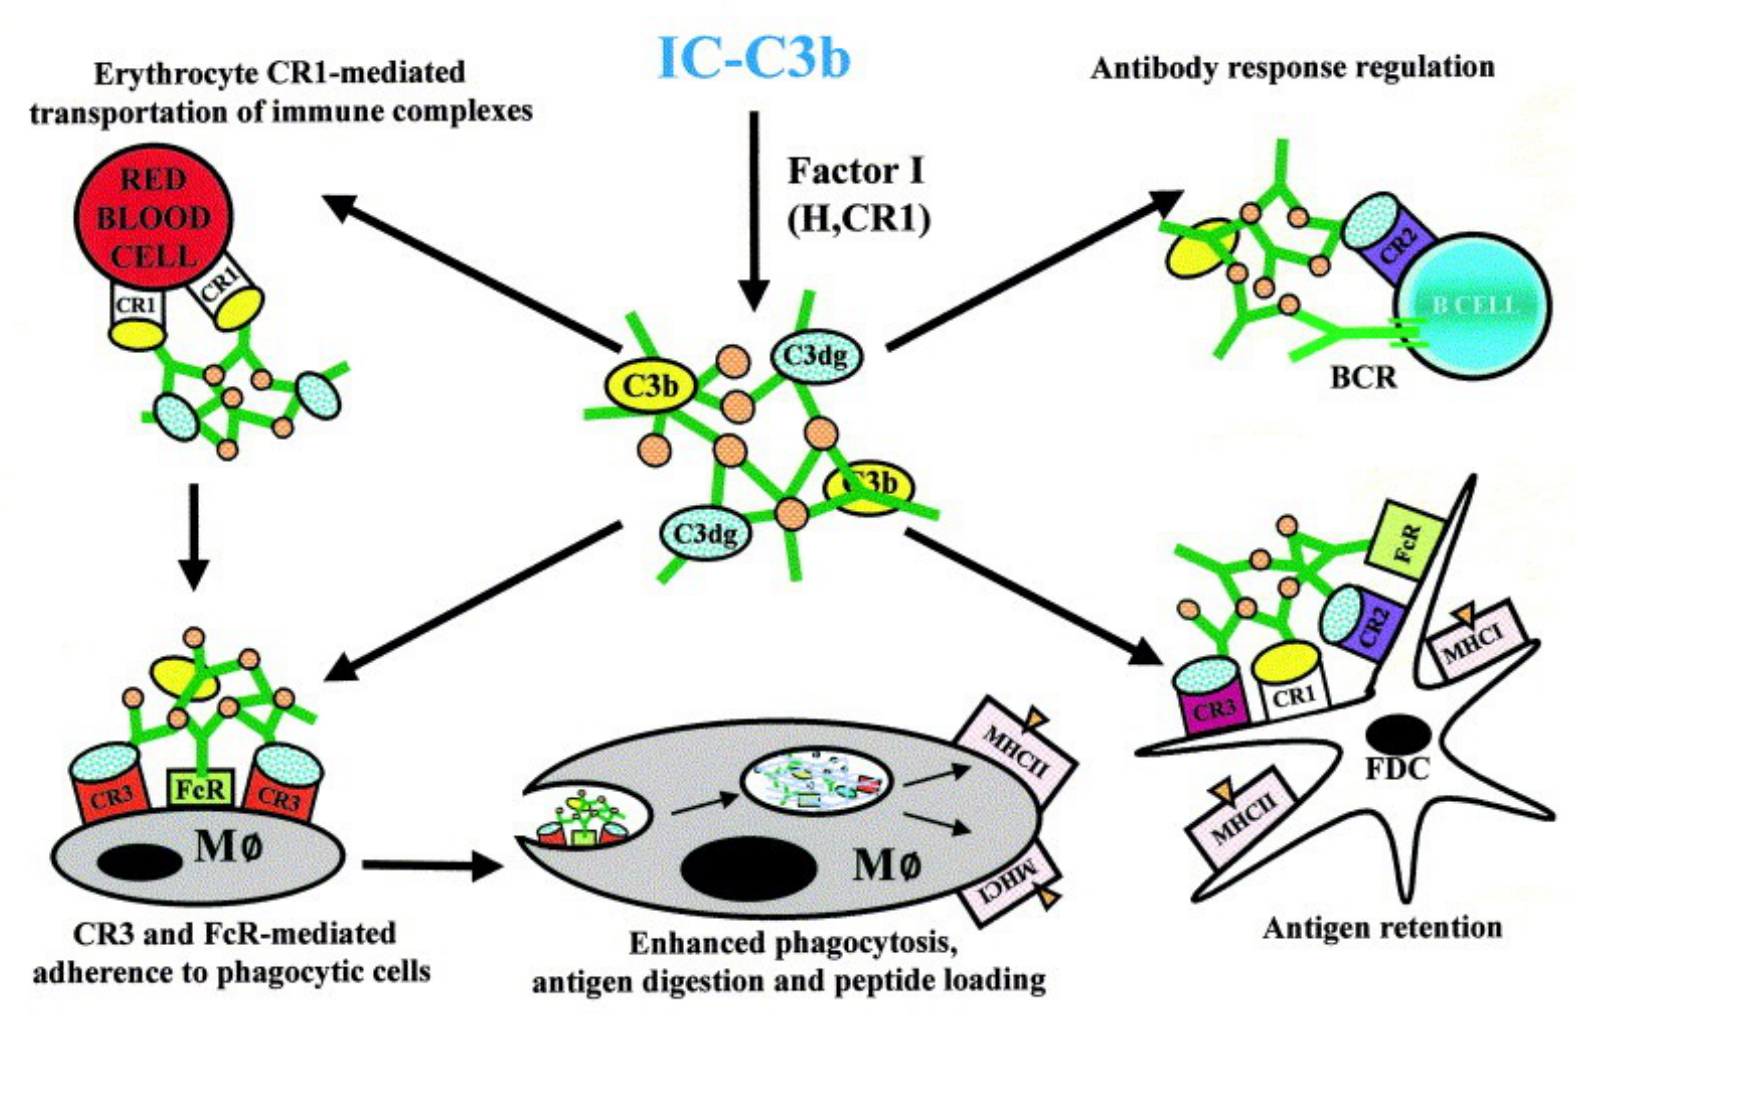 IC-C3b
Erythrocyte CR1-mediated
transportation of immune complexes
Antibody response regulation
Factor I
(H,CR1)
RED
BLOOD
CELL
CR1
CR1
CR2
B CELL
BCR
C3b
C3dg
C3b
C3dg
FcR
CR2
CR3
CR1
MHCI
FDC
MHCII
Antigen retention
CR3
FcR
CR3
MØ
CR3 and FcR-mediated
adherence to phagocytic cells
MHCII
MØ
MHCI
Enhanced phagocytosis,
antigen digestion and peptide loading